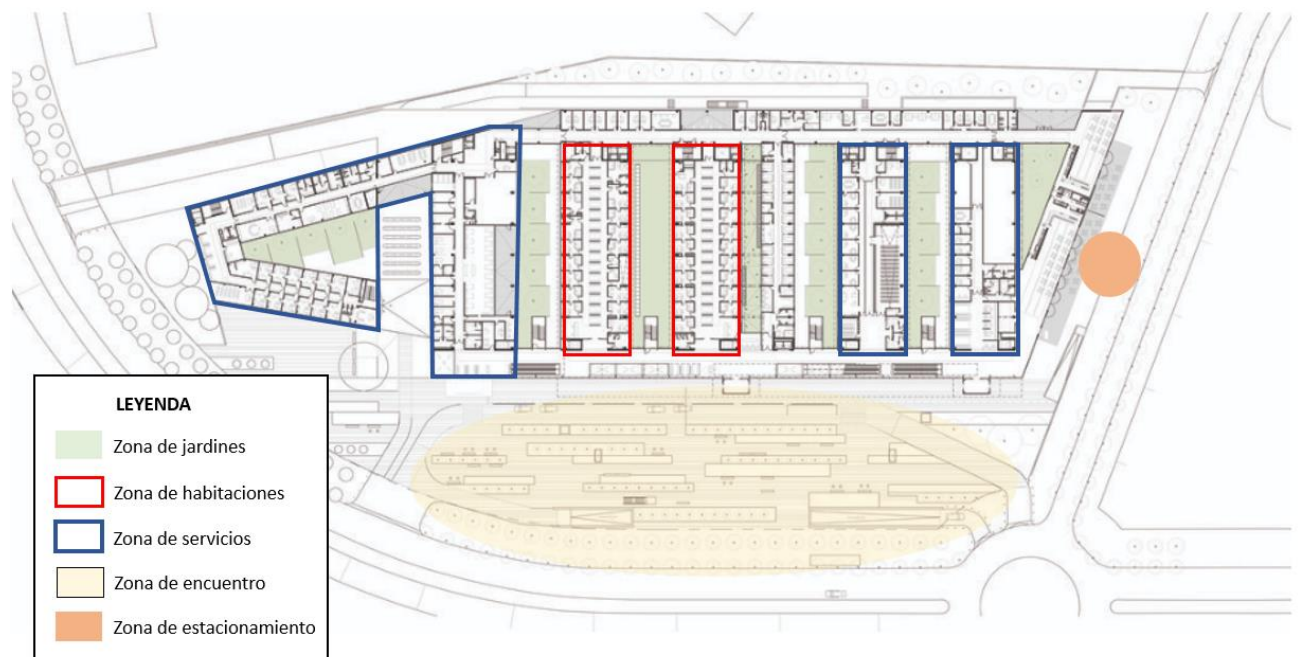 LEYENDA
Zona de jardines
Zona de habitaciones
Zona de servicios
Zona de encuentro
Zona de estacionamiento